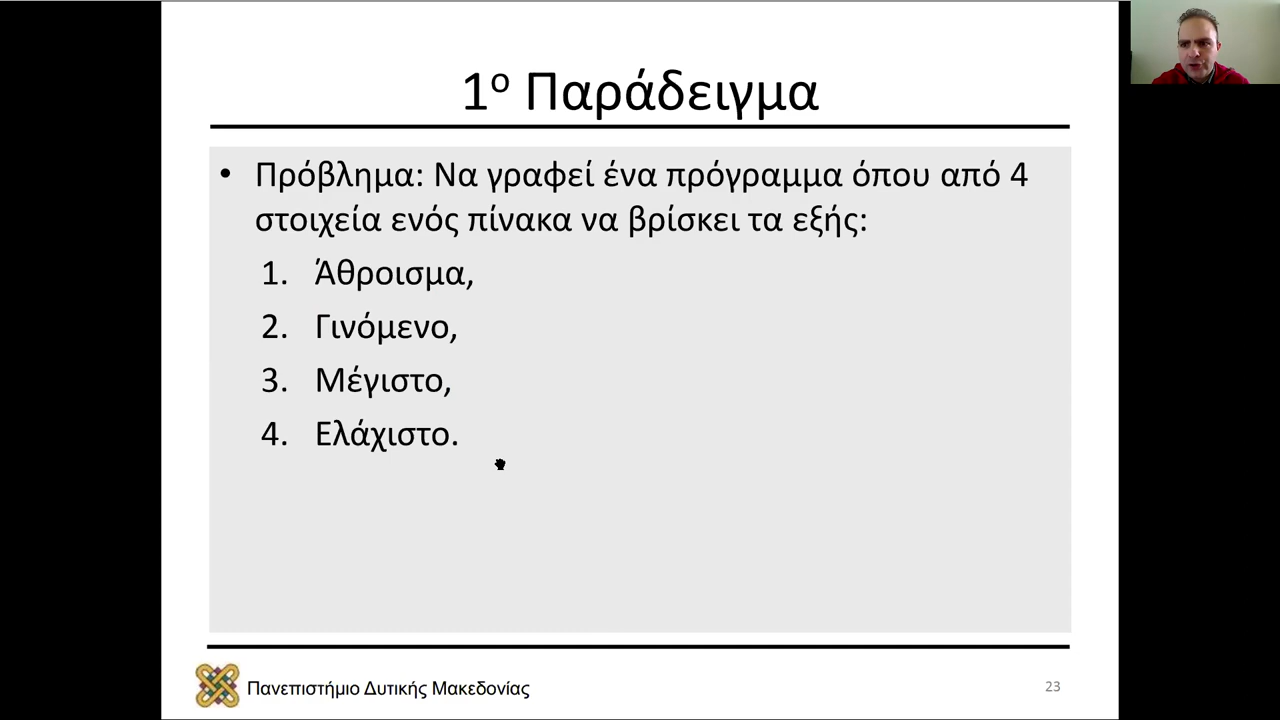 1ο Παράδειγμα
• Πρόβλημα: Να γραφεί ένα πρόγραμμα όπου από 4
στοιχεία ενός πίνακα να βρίσκει τα εξής:
1. Άθροισμα,
2. Γινόμενο,
3. Μέγιστο,
4. Ελάχιστο.
Πανεπιστήμιο Δυτικής Μακεδονίας
23